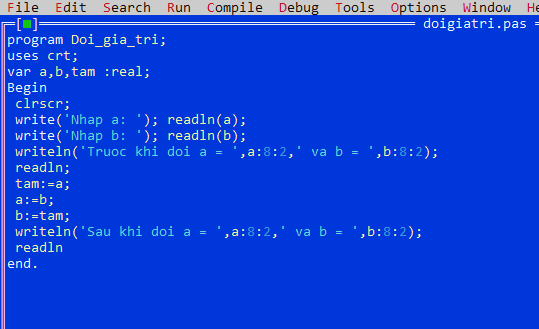 File Edit Search Run Compile Debug Tools Options Window He
[■] doigiatri.pas
program Doi_gia_tri;
uses crt;
var a,b,tam :real;
Begin
clrscr;
write('Nhap a: '); readln(a);
write('Nhap b: '); readln(b);
writeln('Truoc khi doi a = ',a:8:2,' va b = ',b:8:2);
readln;
tam:=a;
a:=b;
b:=tam;
writeln('Sau khi doi a = ',a:8:2,' va b = ',b:8:2);
readln
end.